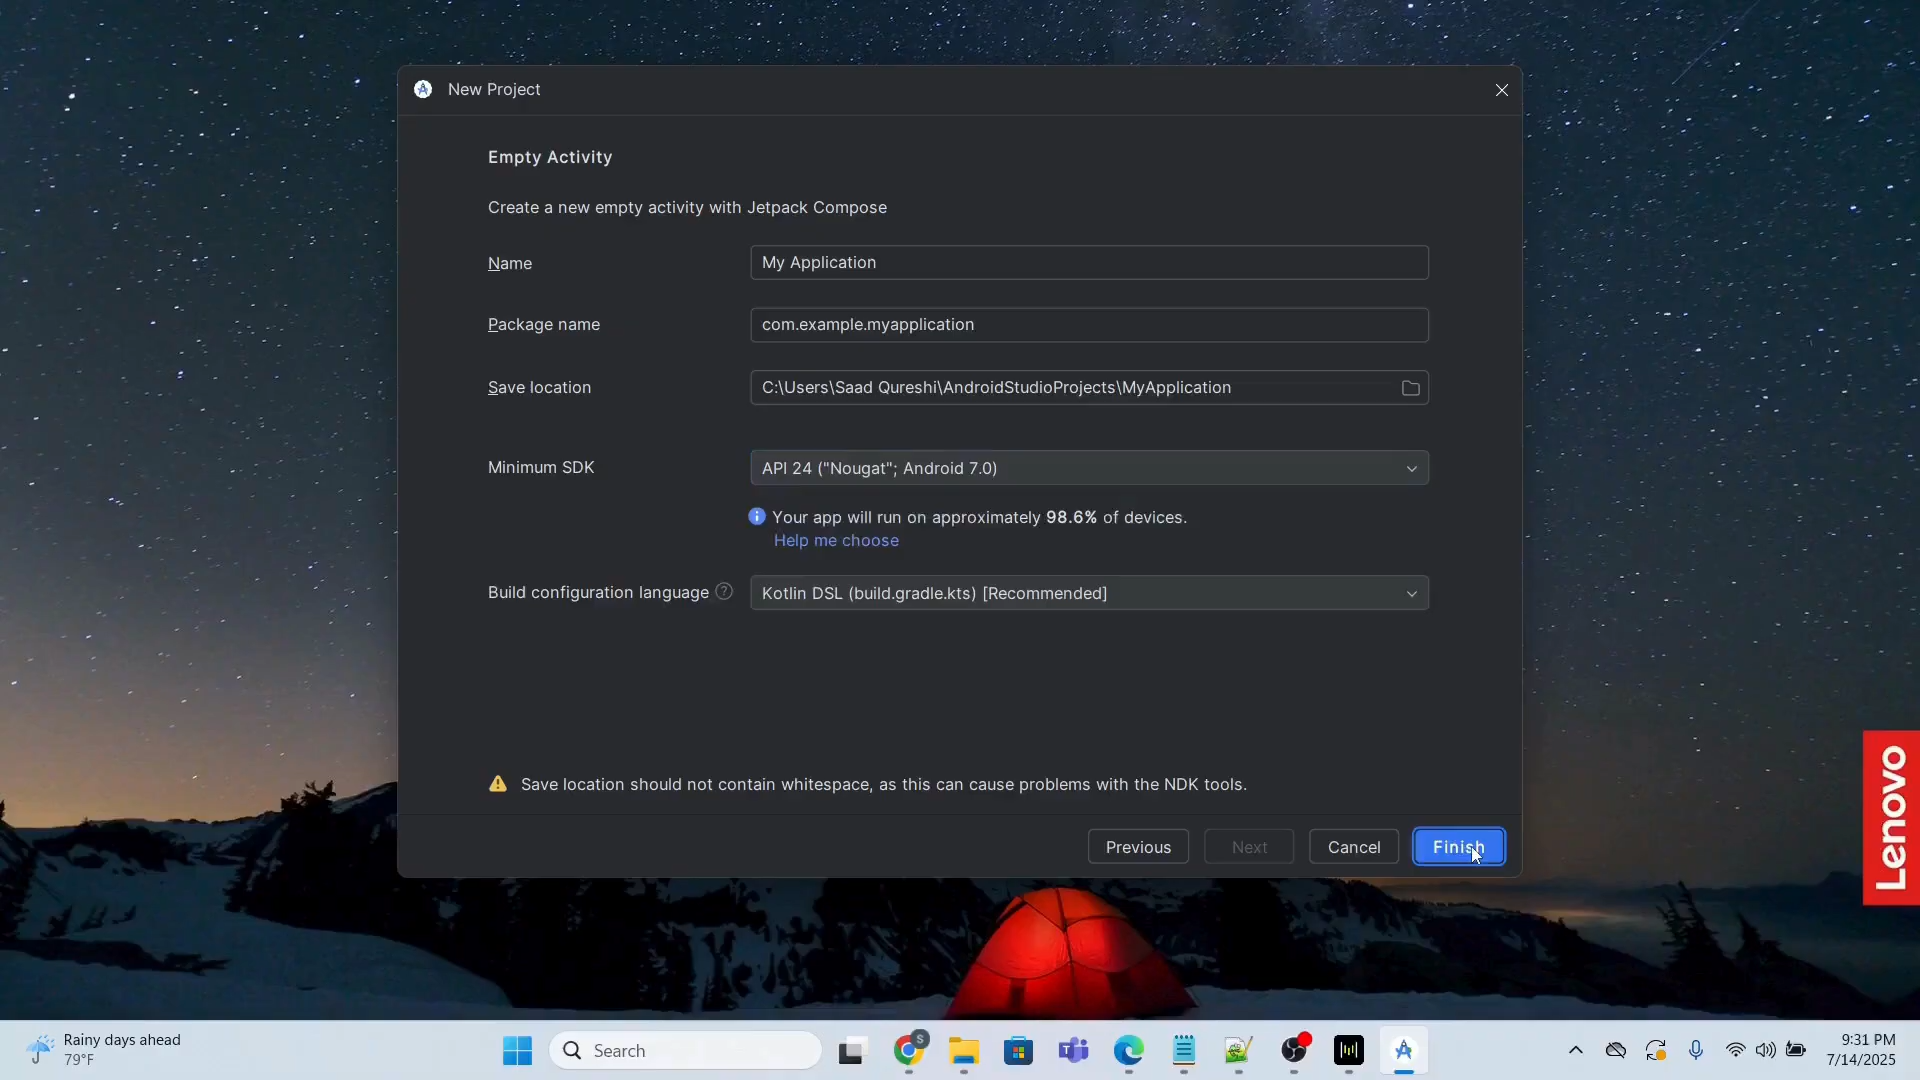 New Project
Empty Activity
Create a new empty activity with Jetpack Compose
Name
My Application
Package name
com.example.myapplication
Save location
C:\Users\Saad Qureshi\AndroidStudioProjects\MyApplication
Minimum SDK
API 24 ("Nougat"; Android 7.0)
Your app will run on approximately 98.6% of devices.
Help me choose
Build configuration language
Kotlin DSL (build.gradle.kts) [Recommended]
Save location should not contain whitespace, as this can cause problems with the NDK tools.
Previous
Next
Cancel
Finish
Lenovo
Rainy days ahead
79°F
Search
S
9:31 PM
7/14/2025